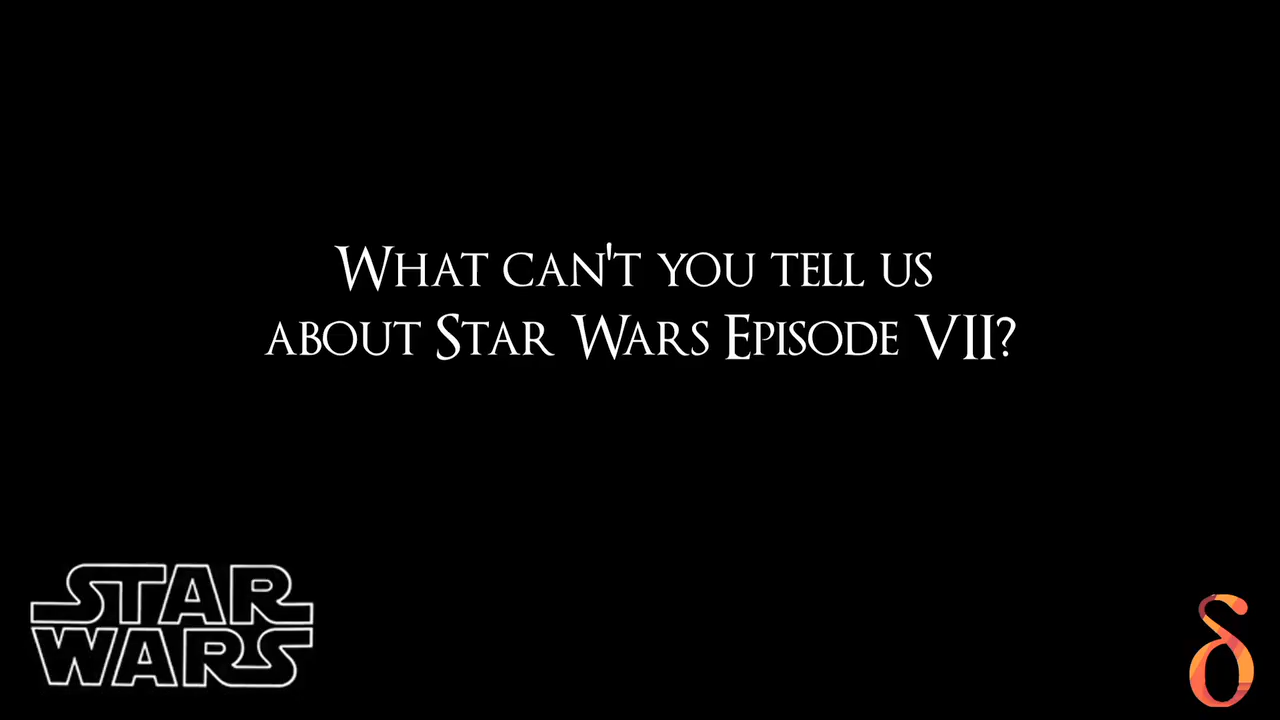 What can't you tell us
about Star Wars Episode VII?
STAR
WARS
δ